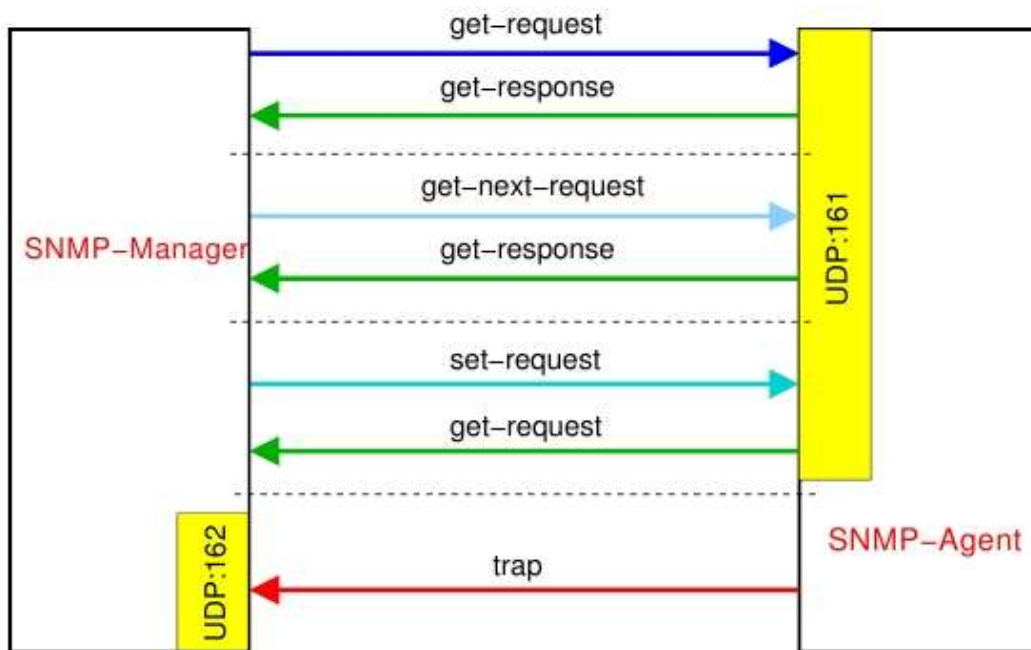 get−request
get−response
get−next−request
SNMP−Manager
get−response
UDP:161
set−request
get−request
SNMP−Agent
UDP:162
trap